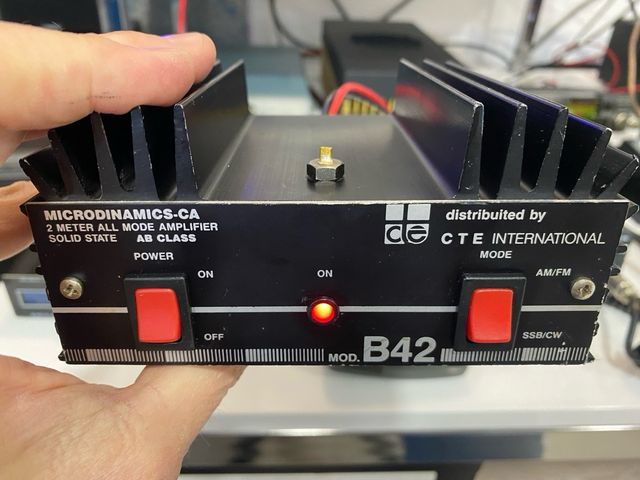 MICRODINAMICS-CA
2 METER ALL MODE AMPLIFIER
SOLID STATE AB CLASS
POWER
ON
OFF
ON
cte
distribuited by
CTE INTERNATIONAL
MODE
AM/FM
SSB/CW
MOD. B42